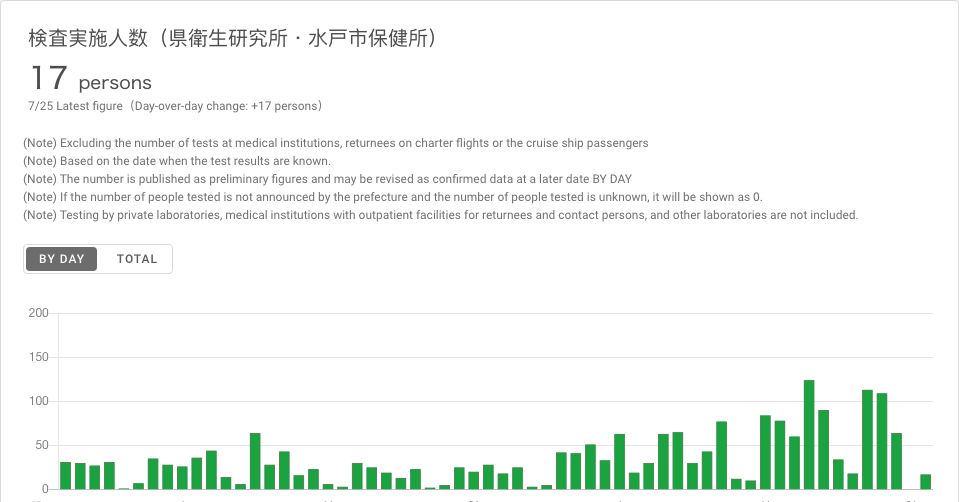 検査実施人数（県衛生研究所・水戸市保健所）
17 persons
7/25 Latest figure（Day-over-day change: +17 persons）
(Note) Excluding the number of tests at medical institutions, returnees on charter flights or the cruise ship passengers
(Note) Based on the date when the test results are known.
(Note) The number is published as preliminary figures and may be revised as confirmed data at a later date BY DAY
(Note) If the number of people tested is not announced by the prefecture and the number of people tested is unknown, it will be shown as 0.
(Note) Testing by private laboratories, medical institutions with outpatient facilities for returnees and contact persons, and other laboratories are not included.
BY DAY TOTAL
200
150
100
50
0